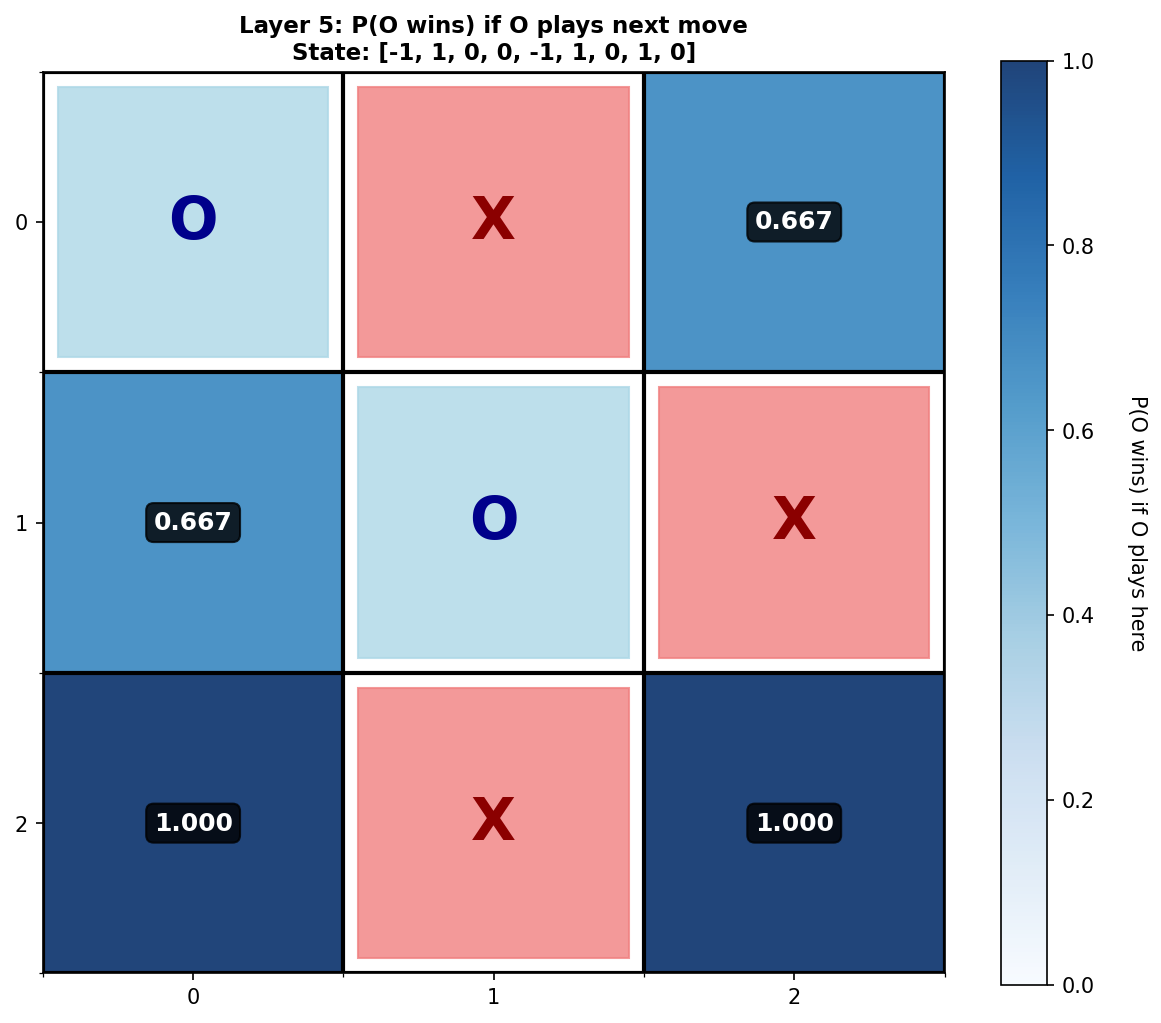 Layer 5: P(O wins) if O plays next move
State: [-1, 1, 0, 0, -1, 1, 0, 1, 0]
O X 0.667
0.667 O X
1.000 X 1.000
0
1
2
0 1 2
1.0
0.8
0.6
0.4
0.2
0.0
P(O wins) if O plays here